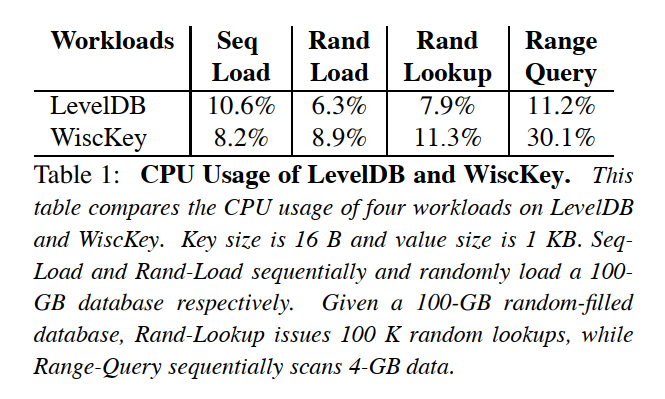 Workloads Seq Rand Rand Range
Load Load Lookup Query
LevelDB 10.6% 6.3% 7.9% 11.2%
WiscKey 8.2% 8.9% 11.3% 30.1%
Table 1: CPU Usage of LevelDB and WiscKey. This
table compares the CPU usage of four workloads on LevelDB
and WiscKey. Key size is 16 B and value size is 1 KB. Seq-
Load and Rand-Load sequentially and randomly load a 100-
GB database respectively. Given a 100-GB random-filled
database, Rand-Lookup issues 100 K random lookups, while
Range-Query sequentially scans 4-GB data.